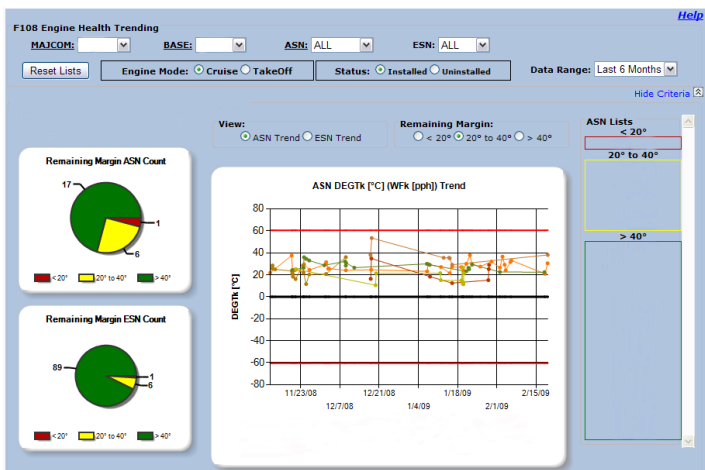 Help
F108 Engine Health Trending
MAJCOM: BASE: ASN: ALL ESN: ALL
Reset Lists Engine Mode: Cruise TakeOff Status: Installed Uninstalled Data Range: Last 6 Months
Hide Criteria
View: Remaining Margin: ASN Lists
ASN Trend ESN Trend < 20° 20° to 40° > 40° < 20°
20° to 40°
> 40°
Remaining Margin ASN Count
17
1
6
< 20° 20° to 40° > 40°
Remaining Margin ESN Count
89
1
6
< 20° 20° to 40° > 40°
ASN DEGTk [°C] (WFk [pph]) Trend
DEGTk [°C]
80
60
40
20
0
-20
-40
-60
-80
11/23/08 12/21/08 1/18/09 2/15/09
12/7/08 1/4/09 2/1/09